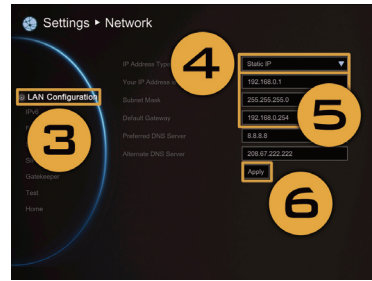 Settings ▸ Network
4
IP Address Type
Static IP
Your IP Address
192.168.0.1
LAN Configuration
Subnet Mask
255.255.255.0
5
IPv6
Default Gateway
192.168.0.254
3
Preferred DNS Server
8.8.8.8
Alternate DNS Server
208.67.222.222
Gatekeeper
Apply
Test
6
Home